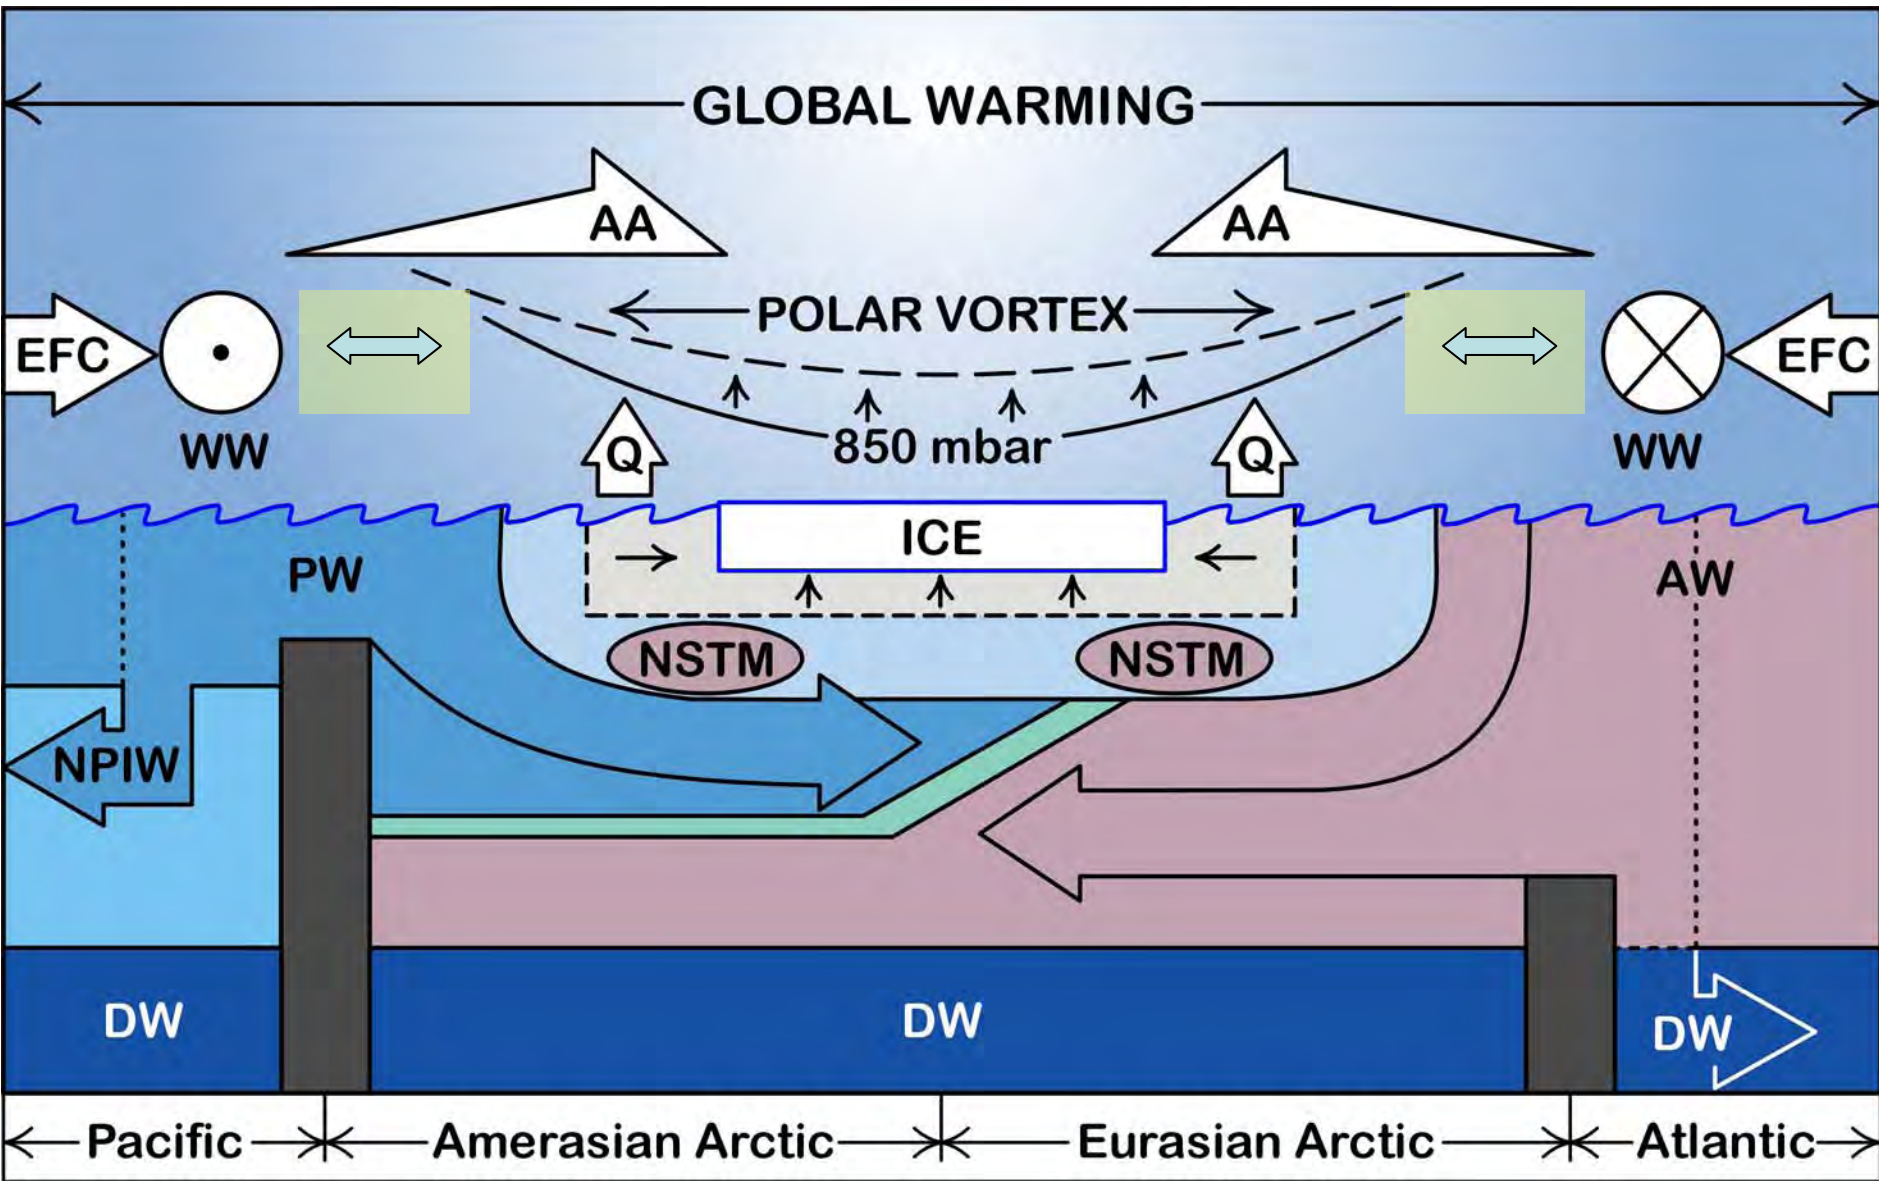 GLOBAL WARMING
AA
AA
POLAR VORTEX
EFC
EFC
WW
850 mbar
WW
Q
Q
ICE
PW
AW
NSTM
NSTM
NPIW
DW
DW
DW
Pacific
Amerasian Arctic
Eurasian Arctic
Atlantic